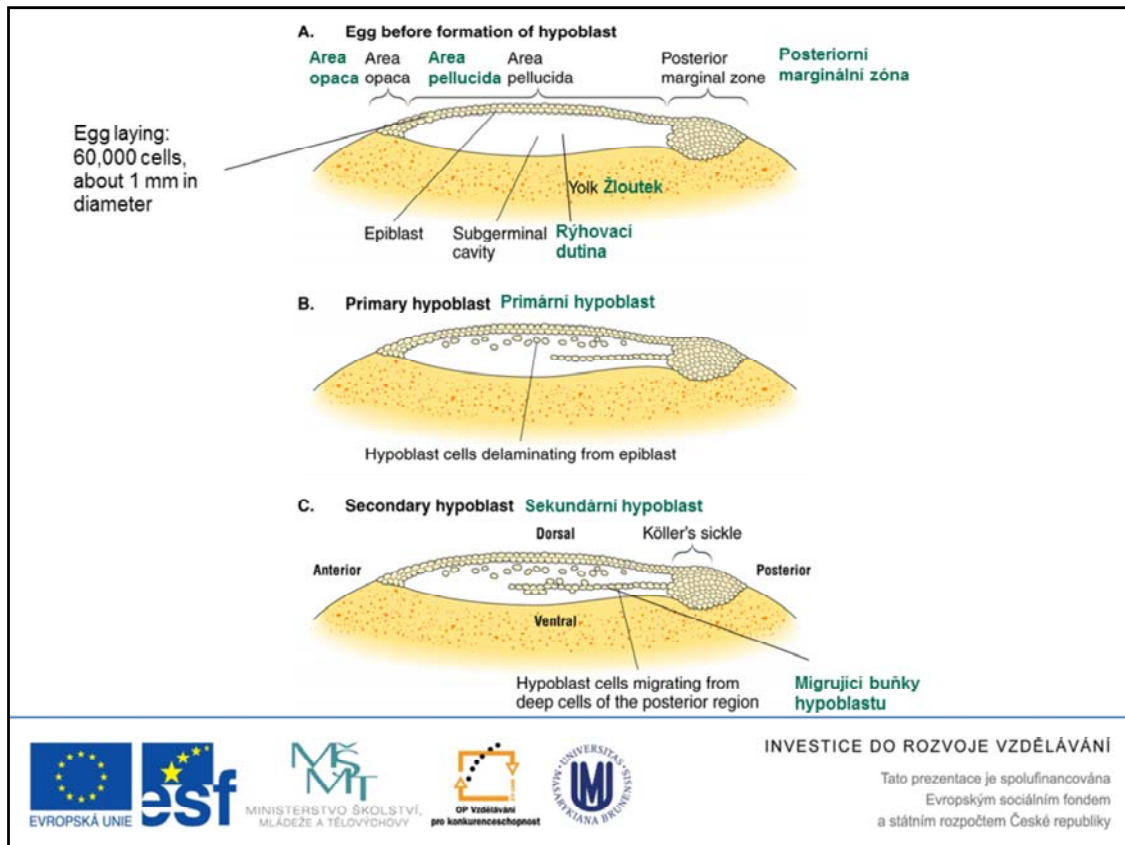 A. Egg before formation of hypoblast
Area
opaca
Area
opaca
Area
pellucida
Area
pellucida
Posterior
marginal zone
Posteriorní
marginální zóna
Egg laying:
60,000 cells,
about 1 mm in
diameter
Yolk Žloutek
Epiblast
Subgerminal
cavity
Rýhovací
dutina
B. Primary hypoblast Primární hypoblast
Hypoblast cells delaminating from epiblast
C. Secondary hypoblast Sekundární hypoblast
Dorsal
Köller's sickle
Anterior
Posterior
Ventral
Hypoblast cells migrating from
deep cells of the posterior region
Migrující buňky
hypoblastu
EVROPSKÁ UNIE
esf
MŠMT
MINISTERSTVO ŠKOLSTVÍ,
MLÁDEŽE A TĚLOVÝCHOVY
OP Vzdělávání
pro konkurenceschopnost
UNIVERSITAS
MASARYKIANA BRUNENSIS
INVESTICE DO ROZVOJE VZDĚLÁVÁNÍ
Tato prezentace je spolufinancována
Evropským sociálním fondem
a státním rozpočtem České republiky